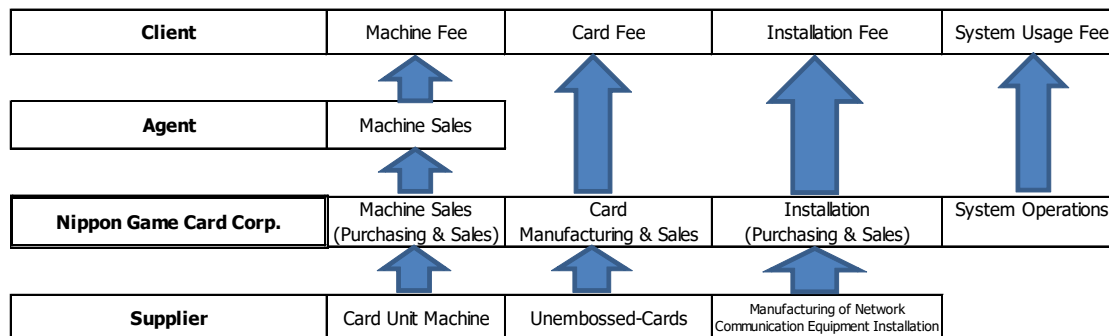 Client
Machine Fee
Card Fee
Installation Fee
System Usage Fee
Agent
Machine Sales
Nippon Game Card Corp.
Machine Sales
(Purchasing & Sales)
Card
Manufacturing & Sales
Installation
(Purchasing & Sales)
System Operations
Supplier
Card Unit Machine
Unembossed-Cards
Manufacturing of Network
Communication Equipment Installation